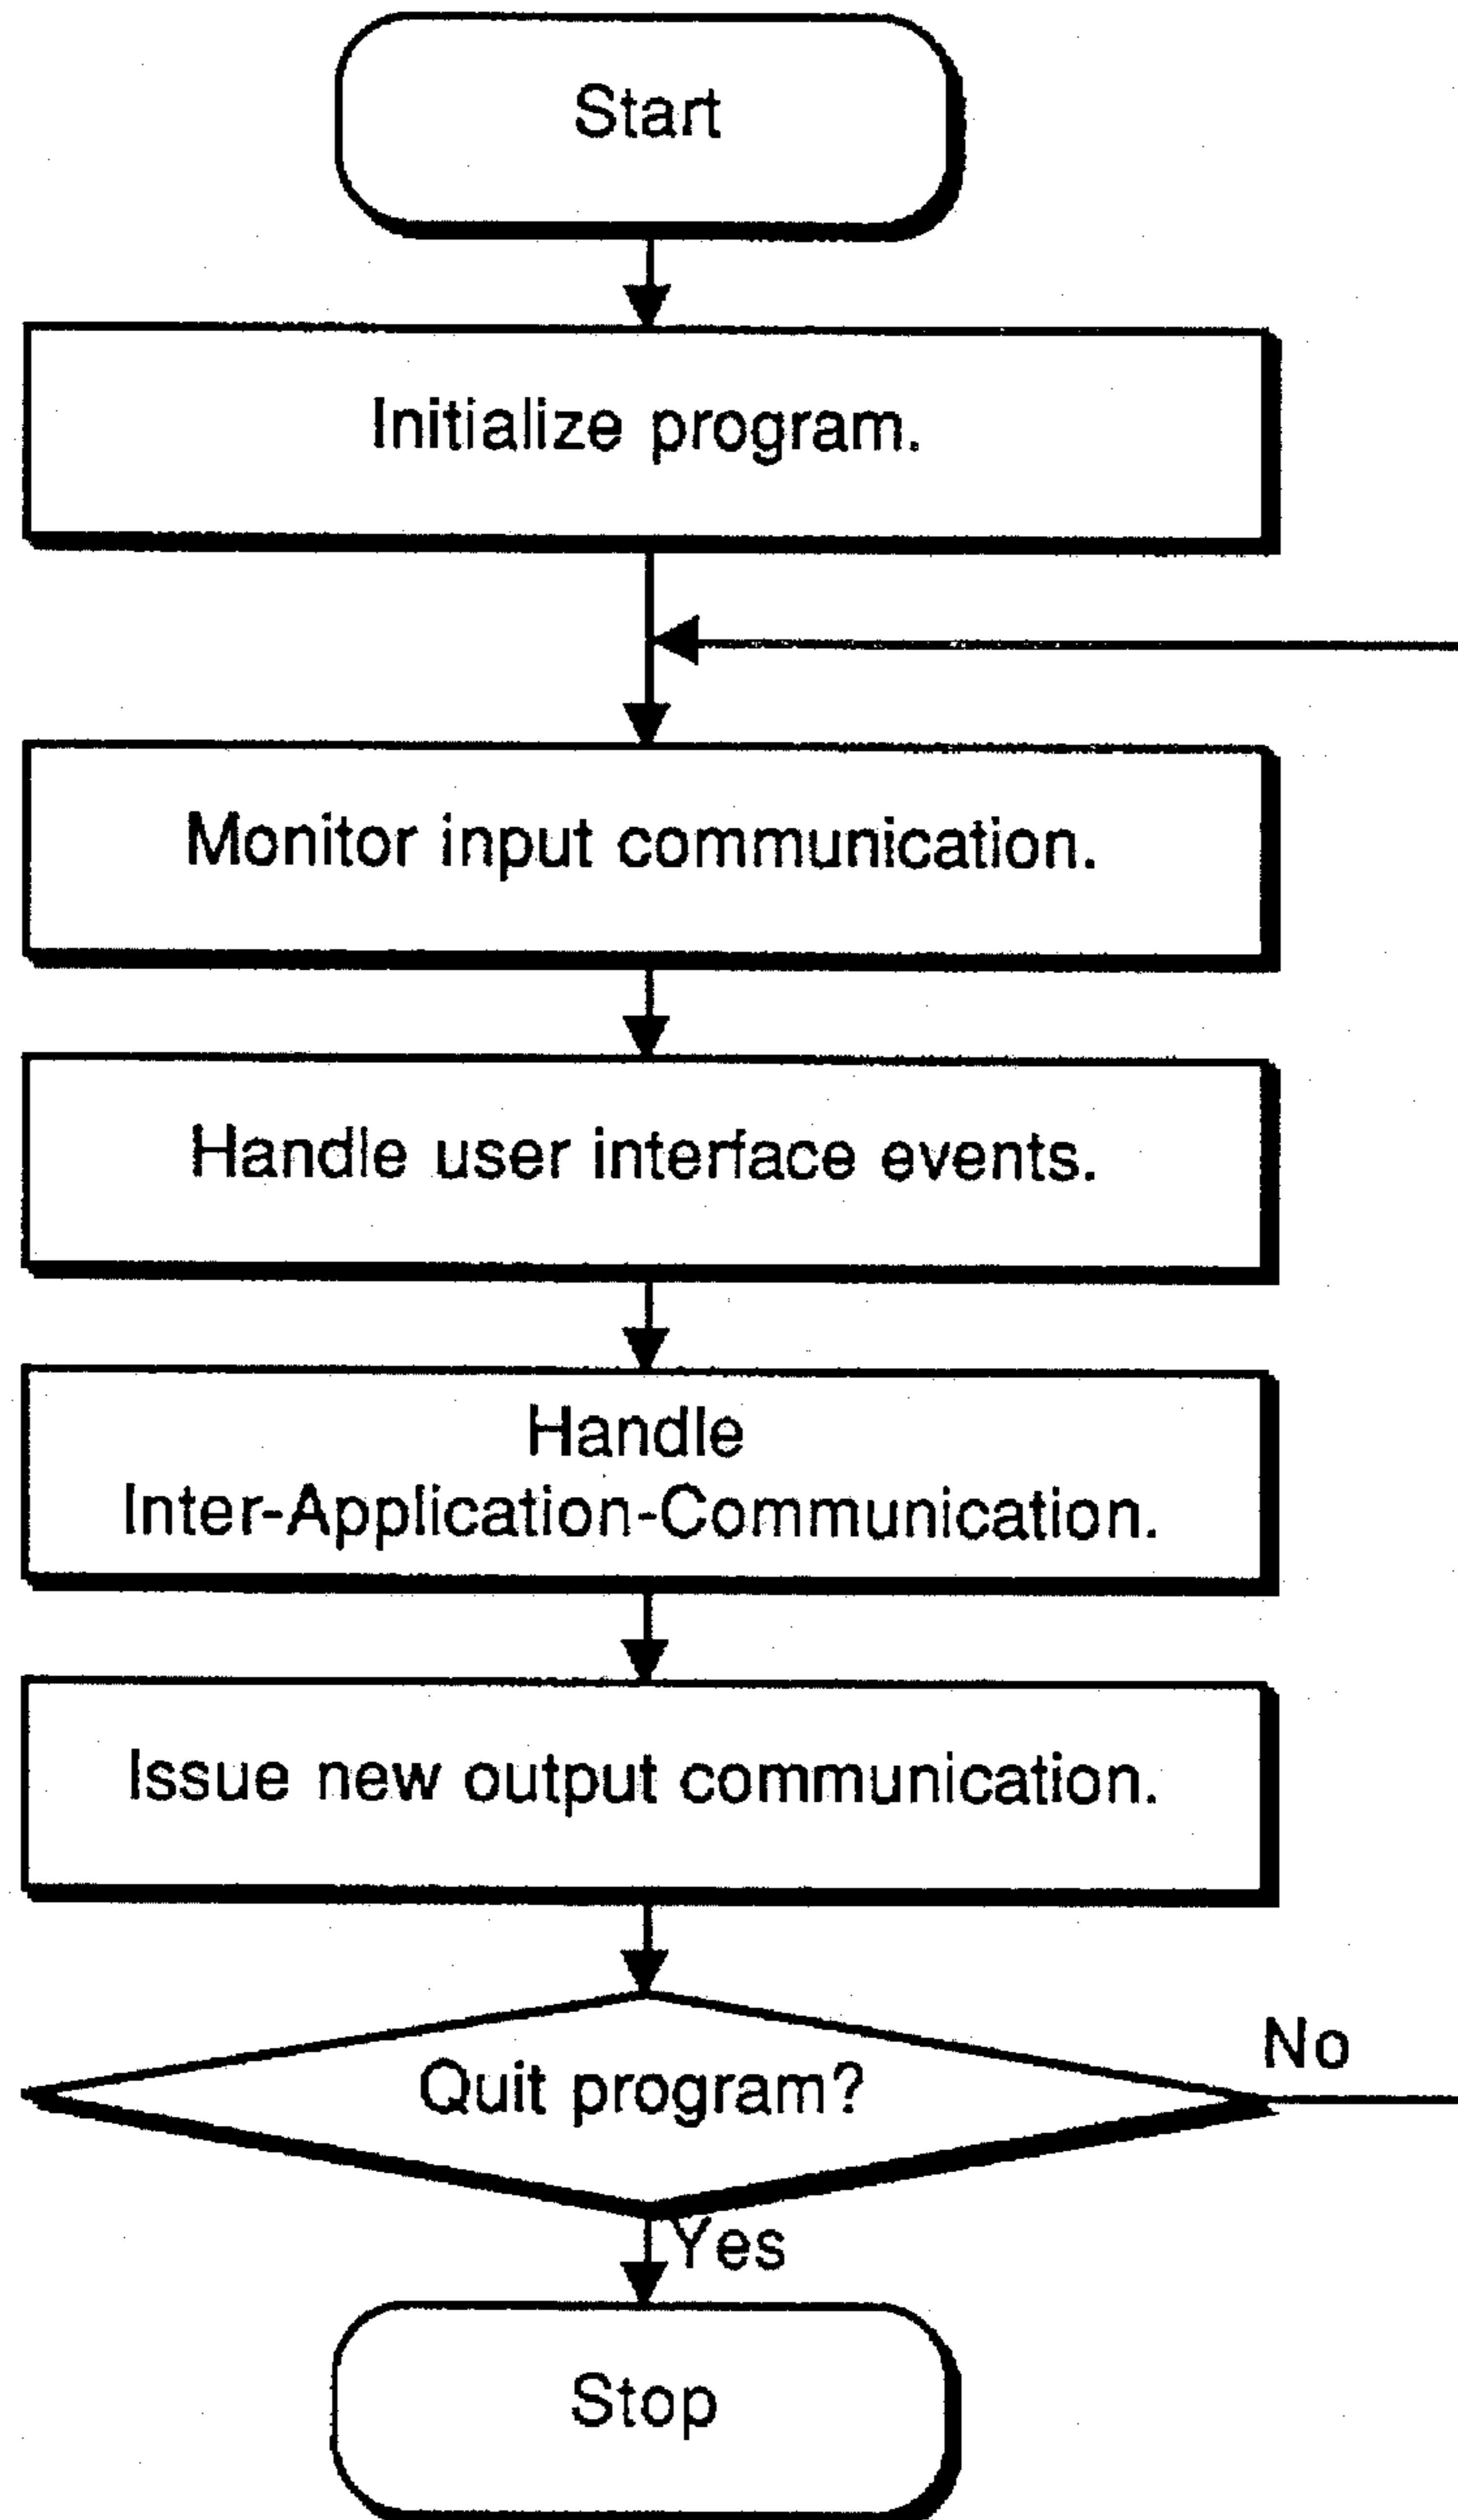 Start
Initialize program.
Monitor input communication.
Handle user interface events.
Handle
Inter-Application-Communication.
Issue new output communication.
No
Quit program?
Yes
Stop